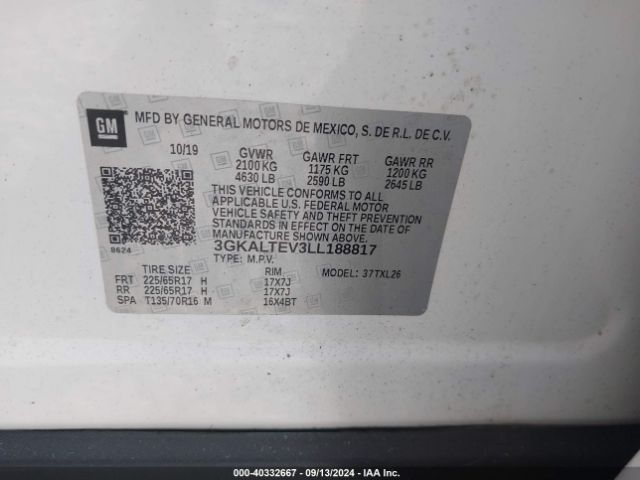 GM
MFD BY GENERAL MOTORS DE MEXICO, S. DE R.L. DE C.V.
10/19 GVWR GAWR FRT GAWR RR
2100 KG 1175 KG 1200 KG
4630 LB 2590 LB 2645 LB
THIS VEHICLE CONFORMS TO ALL
APPLICABLE U.S. FEDERAL MOTOR
VEHICLE SAFETY AND THEFT PREVENTION
STANDARDS IN EFFECT ON THE DATE OF
MANUFACTURE SHOWN ABOVE.
8624 3GKALTEV3LL188817
TYPE: M.P.V. MODEL: 37TXL26
TIRE SIZE RIM
FRT 225/65R17 H 17X7J
RR 225/65R17 H 17X7J
SPA T135/70R16 M 16X4BT
Stock #: 40332667 - 09/13/2024 - IAA Inc.